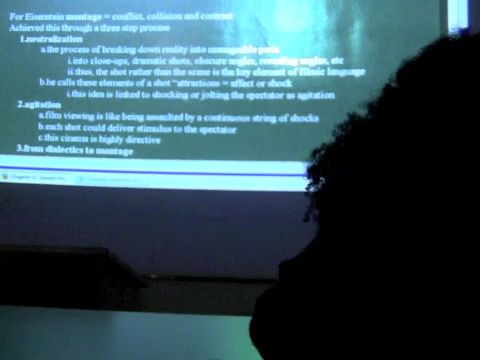 For Eisenstein montage = conflict, collision and contrast
Achieved this through a three step process
1.neutralization
a.the process of breaking down reality into manageable parts
i.into close-ups, dramatic shots, obscure angles, revealing angles, etc
ii.thus, the shot rather than the scene is the key element of filmic language
b.he calls these elements of a shot "attractions = affect or shock
i.this idea is linked to shocking or jolting the spectator as agitation
2.agitation
a.film viewing is like being assaulted by a continuous string of shocks
b.each shot could deliver stimulus to the spectator
c.this cinema is highly directive
3.from dialectics to montage